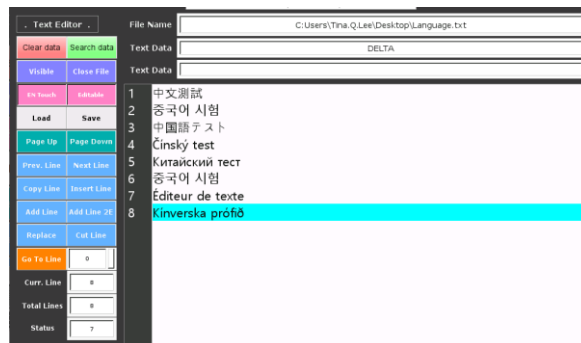 . Text Editor .
File Name C:Users\Tina.Q.Lee\Desktop\Language.txt
Clear data Search data Text Data DELTA
Visible Close File Text Data
EN Touch Editable
Load Save
Page Up Page Down
Prev. Line Next Line
Copy Line Insert Line
Add Line Add Line 2E
Replace Cut Line
Go To Line 0
Curr. Line 8
Total Lines 8
Status 7
1 中文測試
2 중국어 시험
3 中国語テスト
4 Čínský test
5 Китайский тест
6 중국어 시험
7 Éditeur de texte
8 Kínverska prófið